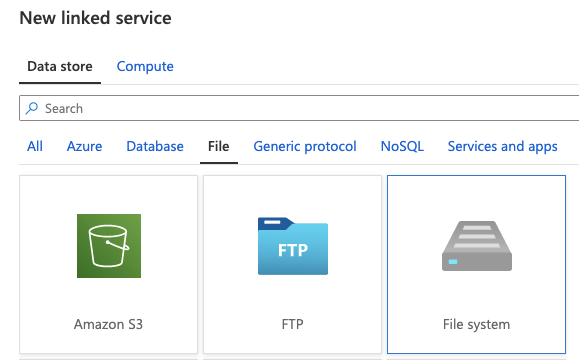 New linked service
Data store Compute
Search
All Azure Database File Generic protocol NoSQL Services and apps
FTP
Amazon S3 FTP File system